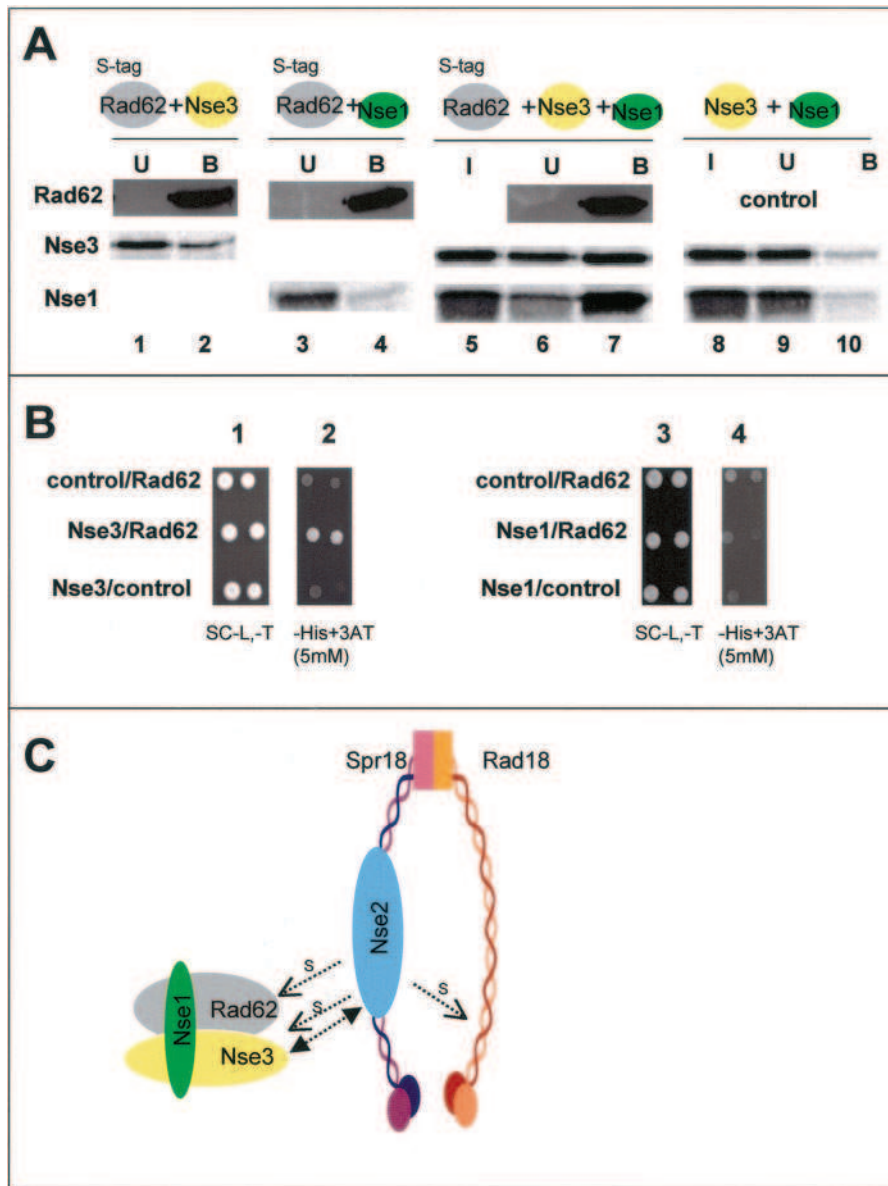 A
S-tag S-tag S-tag
Rad62 + Nse3 Rad62 + Nse1 Rad62 + Nse3 + Nse1 Nse3 + Nse1
U B U B I U B I U B
Rad62 control
Nse3
Nse1
1 2 3 4 5 6 7 8 9 10
B
1 2 3 4
control/Rad62 control/Rad62
Nse3/Rad62 Nse1/Rad62
Nse3/control Nse1/control
SC-L,-T -His+3AT SC-L,-T -His+3AT
(5mM) (5mM)
C
Spr18 Rad18
Nse2
S
S
S
Nse1
Rad62
Nse3